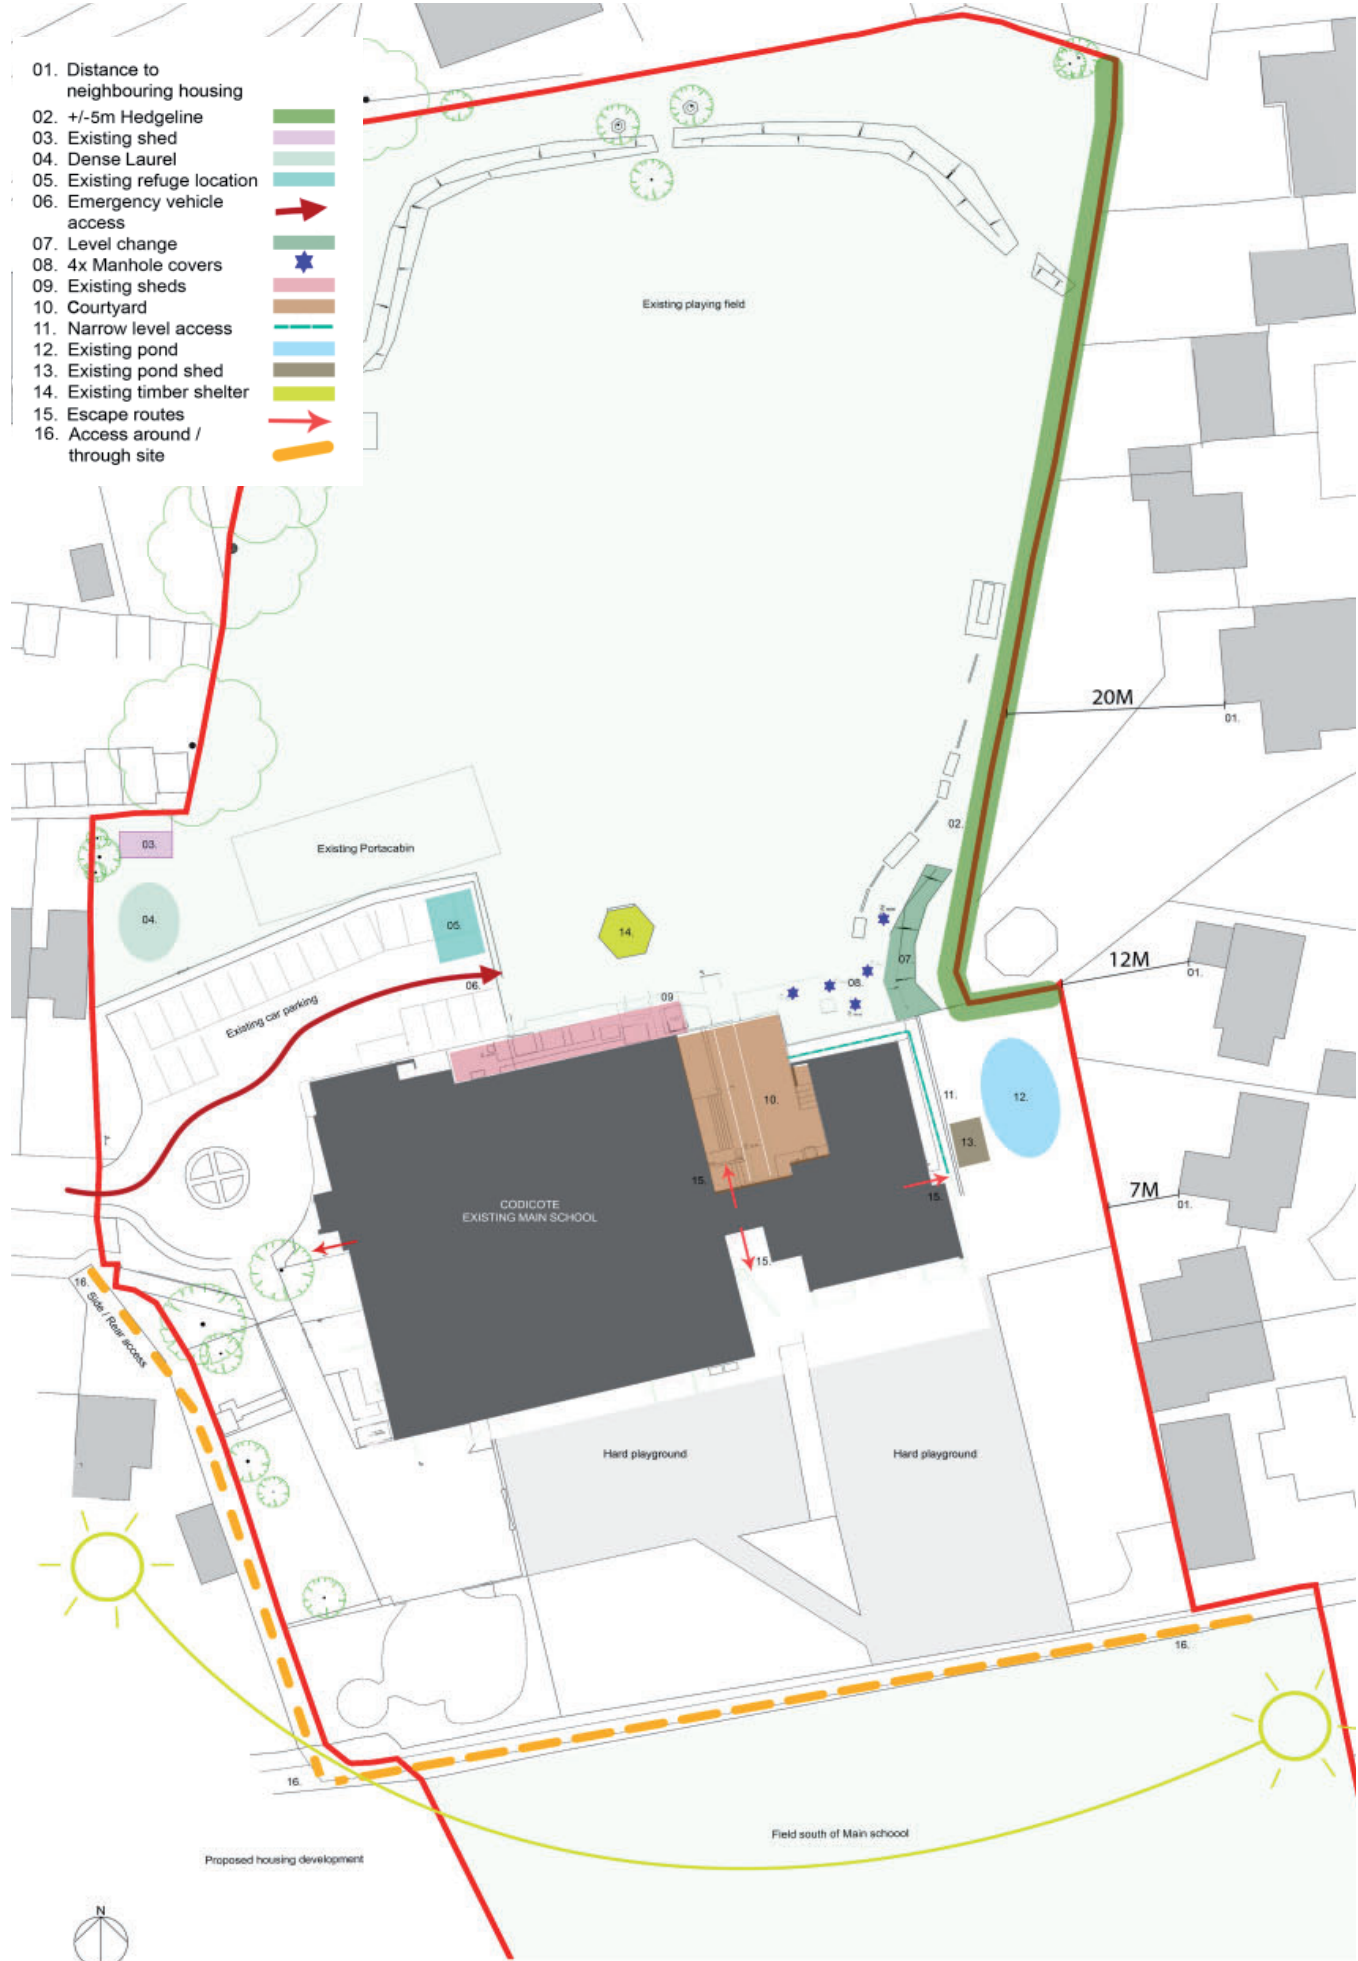 01. Distance to
neighbouring housing
02. +/-5m Hedgeline
03. Existing shed
04. Dense Laurel
05. Existing refuge location
06. Emergency vehicle
access
07. Level change
08. 4x Manhole covers
09. Existing sheds
10. Courtyard
11. Narrow level access
12. Existing pond
13. Existing pond shed
14. Existing timber shelter
15. Escape routes
16. Access around /
through site
Existing playing field
20M
01.
02.
03.
Existing Portacabin
04.
05.
14.
07.
12M
01.
06.
08.
09
Existing car parking
10.
11.
12.
13.
15.
15.
7M
01.
CODICOTE
EXISTING MAIN SCHOOL
15.
16.
Side / Rear access
Hard playground
Hard playground
16.
16.
Field south of Main schoool
Proposed housing development
N